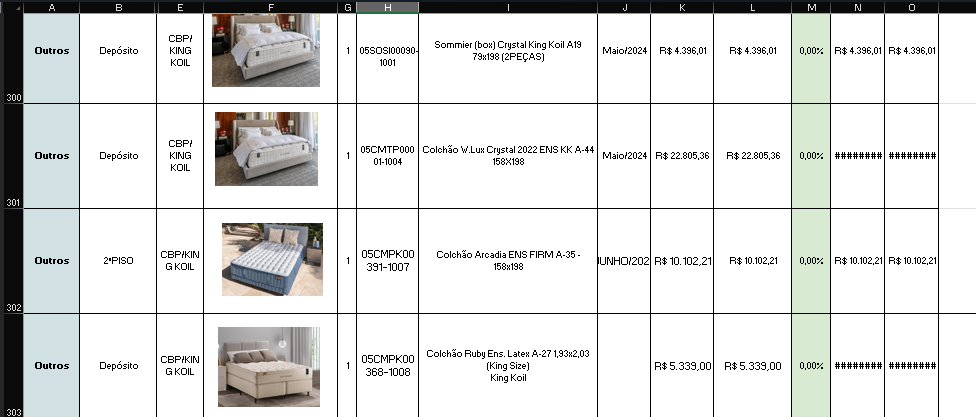 A B E F G H I J K L M N O
Outros Depósito CBP/ KING KOIL 1 05SOSI00090-1001 Sommier (box) Crystal King Koil A19 79x198 (2PEÇAS) Maio/2024 R$ 4.396,01 R$ 4.396,01 0,00% R$ 4.396,01 R$ 4.396,01
300
Outros Depósito CBP/ KING KOIL 1 05CMTP00001-1004 Colchão W.Lux Crystal 2022 ENS KK A-44 158X198 Maio/2024 R$ 22.805,36 R$ 22.805,36 0,00% ######## ########
301
Outros 2ºPISO CBP/KING KOIL 1 05CMPK00391-1007 Colchão Arcadia ENS FIRM A-35 - 158x198 IUNHO/202 R$ 10.102,21 R$ 10.102,21 0,00% R$ 10.102,21 R$ 10.102,21
302
Outros Depósito CBP/KING KOIL 1 05CMPK00368-1008 Colchão Ruby Ens. Latex A-27 1,93x2,03 (King Size) King Koil R$ 5.339,00 R$ 5.339,00 0,00% ######## ########
303